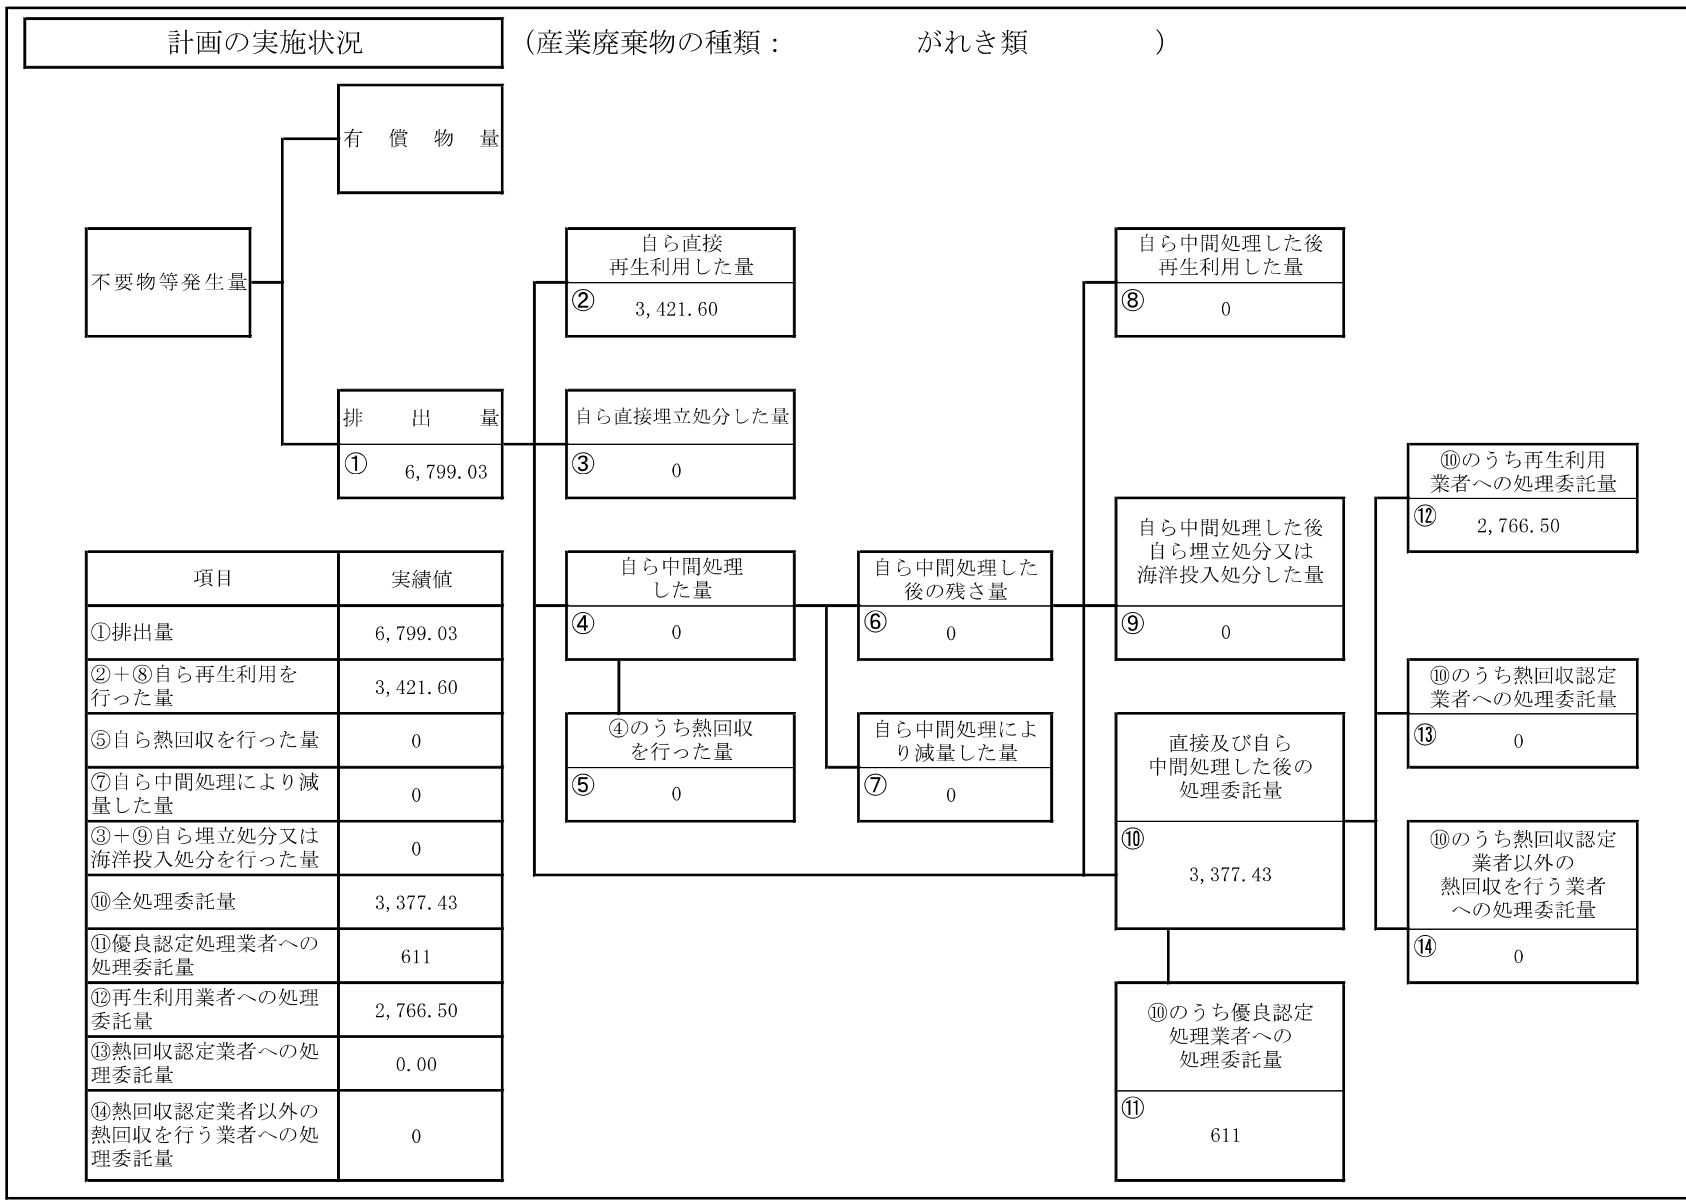 計画の実施状況
（産業廃棄物の種類： がれき類 ）
有償物量
不要物等発生量
自ら直接
再生利用した量
② 3,421.60
自ら中間処理した後
再生利用した量
⑧ 0
排出量
① 6,799.03
自ら直接埋立処分した量
③ 0
⑩のうち再生利用
業者への処理委託量
⑫ 2,766.50
自ら中間処理
した量
④ 0
自ら中間処理した
後の残さ量
⑥ 0
自ら中間処理した後
自ら埋立処分又は
海洋投入処分した量
⑨ 0
⑩のうち熱回収認定
業者への処理委託量
⑬ 0
④のうち熱回収
を行った量
⑤ 0
自ら中間処理によ
り減量した量
⑦ 0
直接及び自ら
中間処理した後の
処理委託量
⑩
3,377.43
⑩のうち熱回収認定
業者以外の
熱回収を行う業者
への処理委託量
⑭ 0
⑩のうち優良認定
処理業者への
処理委託量
⑪
611
項目 実績値
①排出量 6,799.03
②＋⑧自ら再生利用を
行った量 3,421.60
⑤自ら熱回収を行った量 0
⑦自ら中間処理により減
量した量 0
③＋⑨自ら埋立処分又は
海洋投入処分を行った量 0
⑩全処理委託量 3,377.43
⑪優良認定処理業者への
処理委託量 611
⑫再生利用業者への処理
委託量 2,766.50
⑬熱回収認定業者への処
理委託量 0.00
⑭熱回収認定業者以外の
熱回収を行う業者への処
理委託量 0